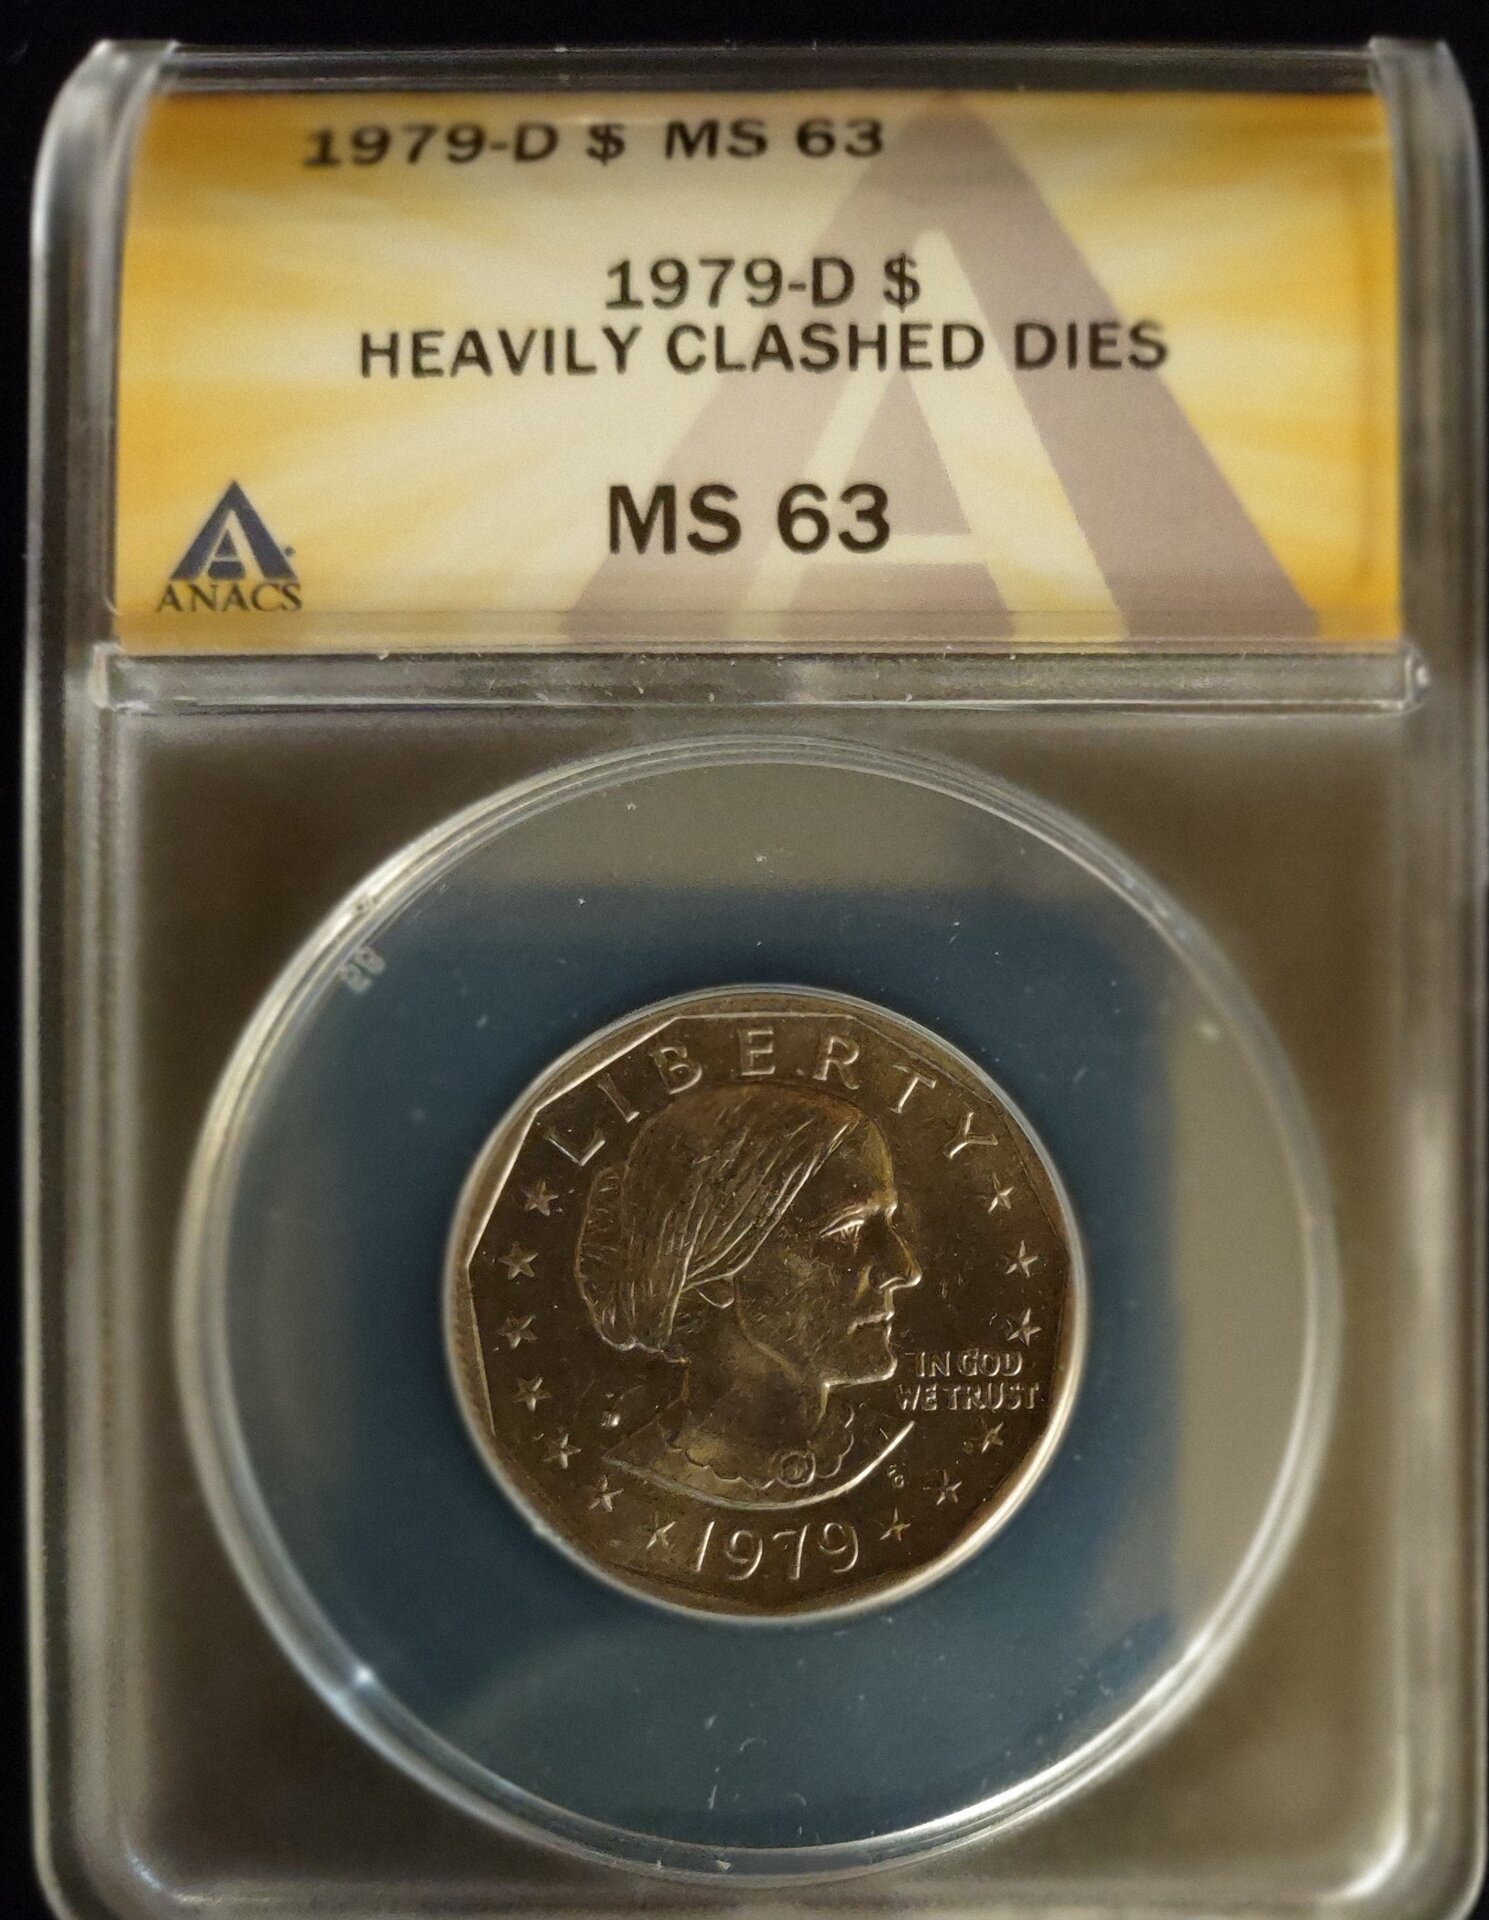 1979-D $ MS 63
1979-D $
HEAVILY CLASHED DIES
MS 63
ANACS
LIBERTY
IN GOD
WE TRUST
1979